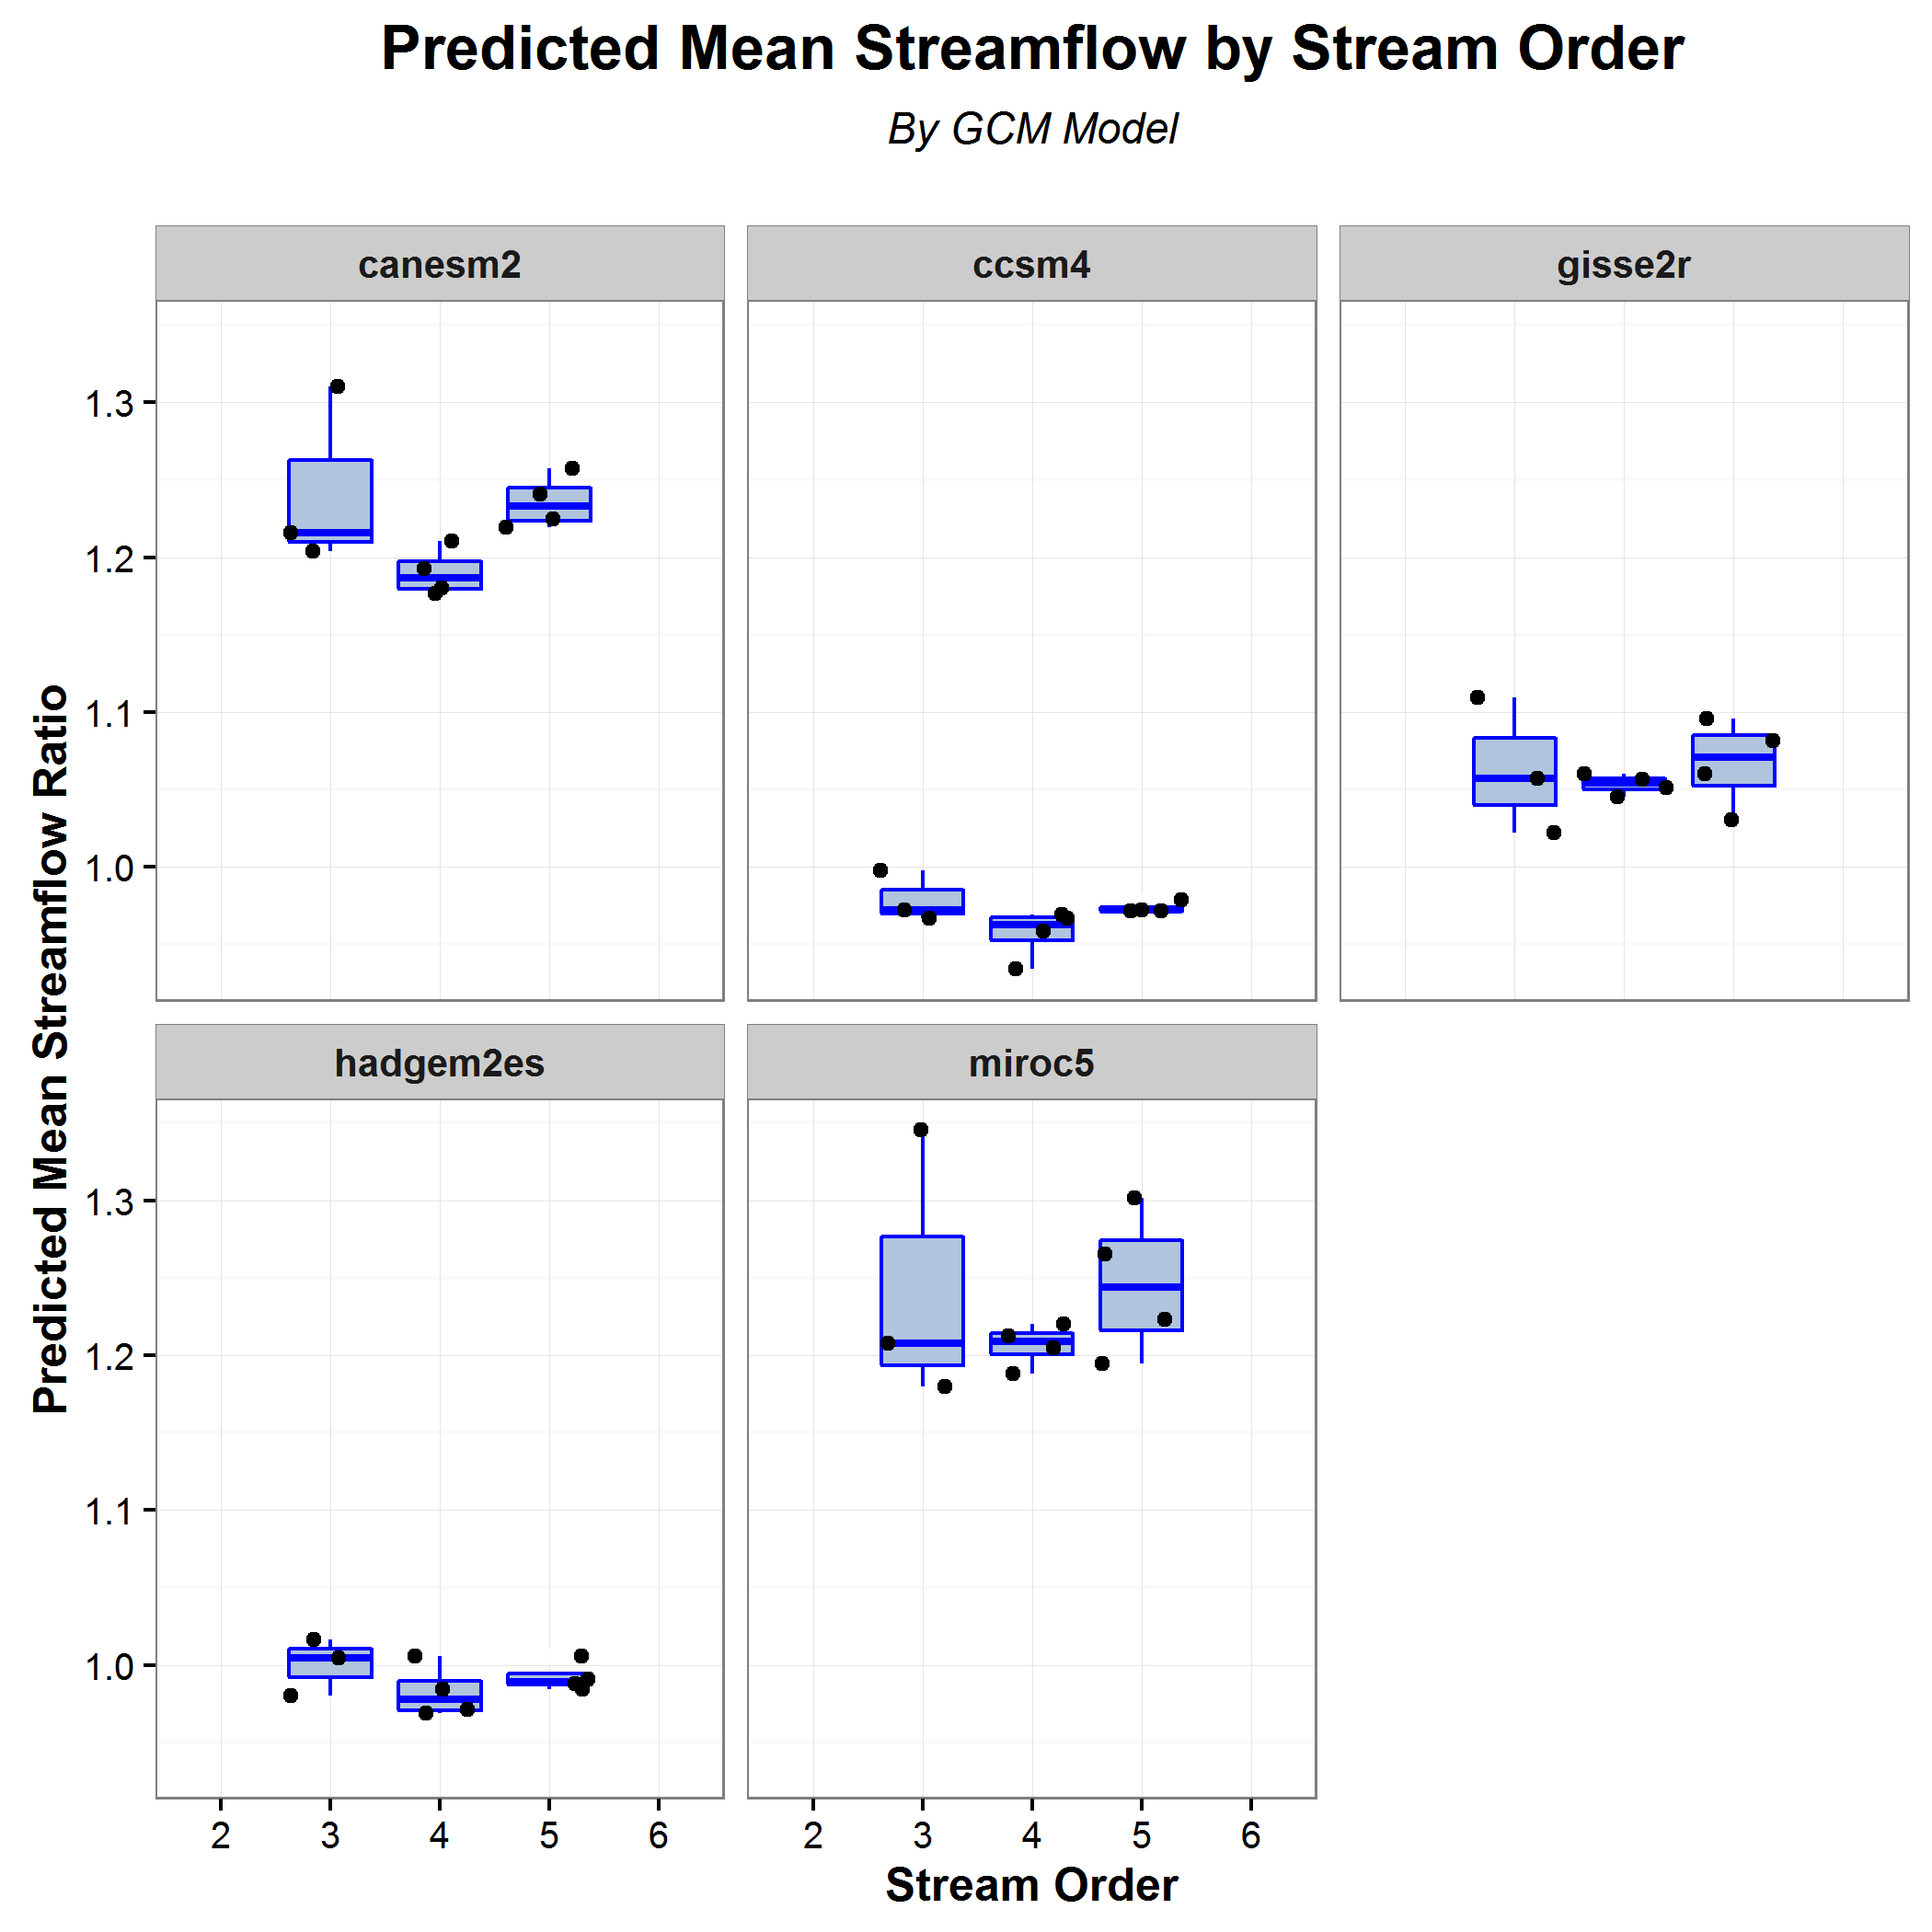 Predicted Mean Streamflow by Stream Order
By GCM Model
canesm2
ccsm4
gisse2r
1.3
1.2
1.1
1.0
Predicted Mean Streamflow Ratio
hadgem2es
miroc5
1.3
1.2
1.1
1.0
2 3 4 5 6
2 3 4 5 6
Stream Order